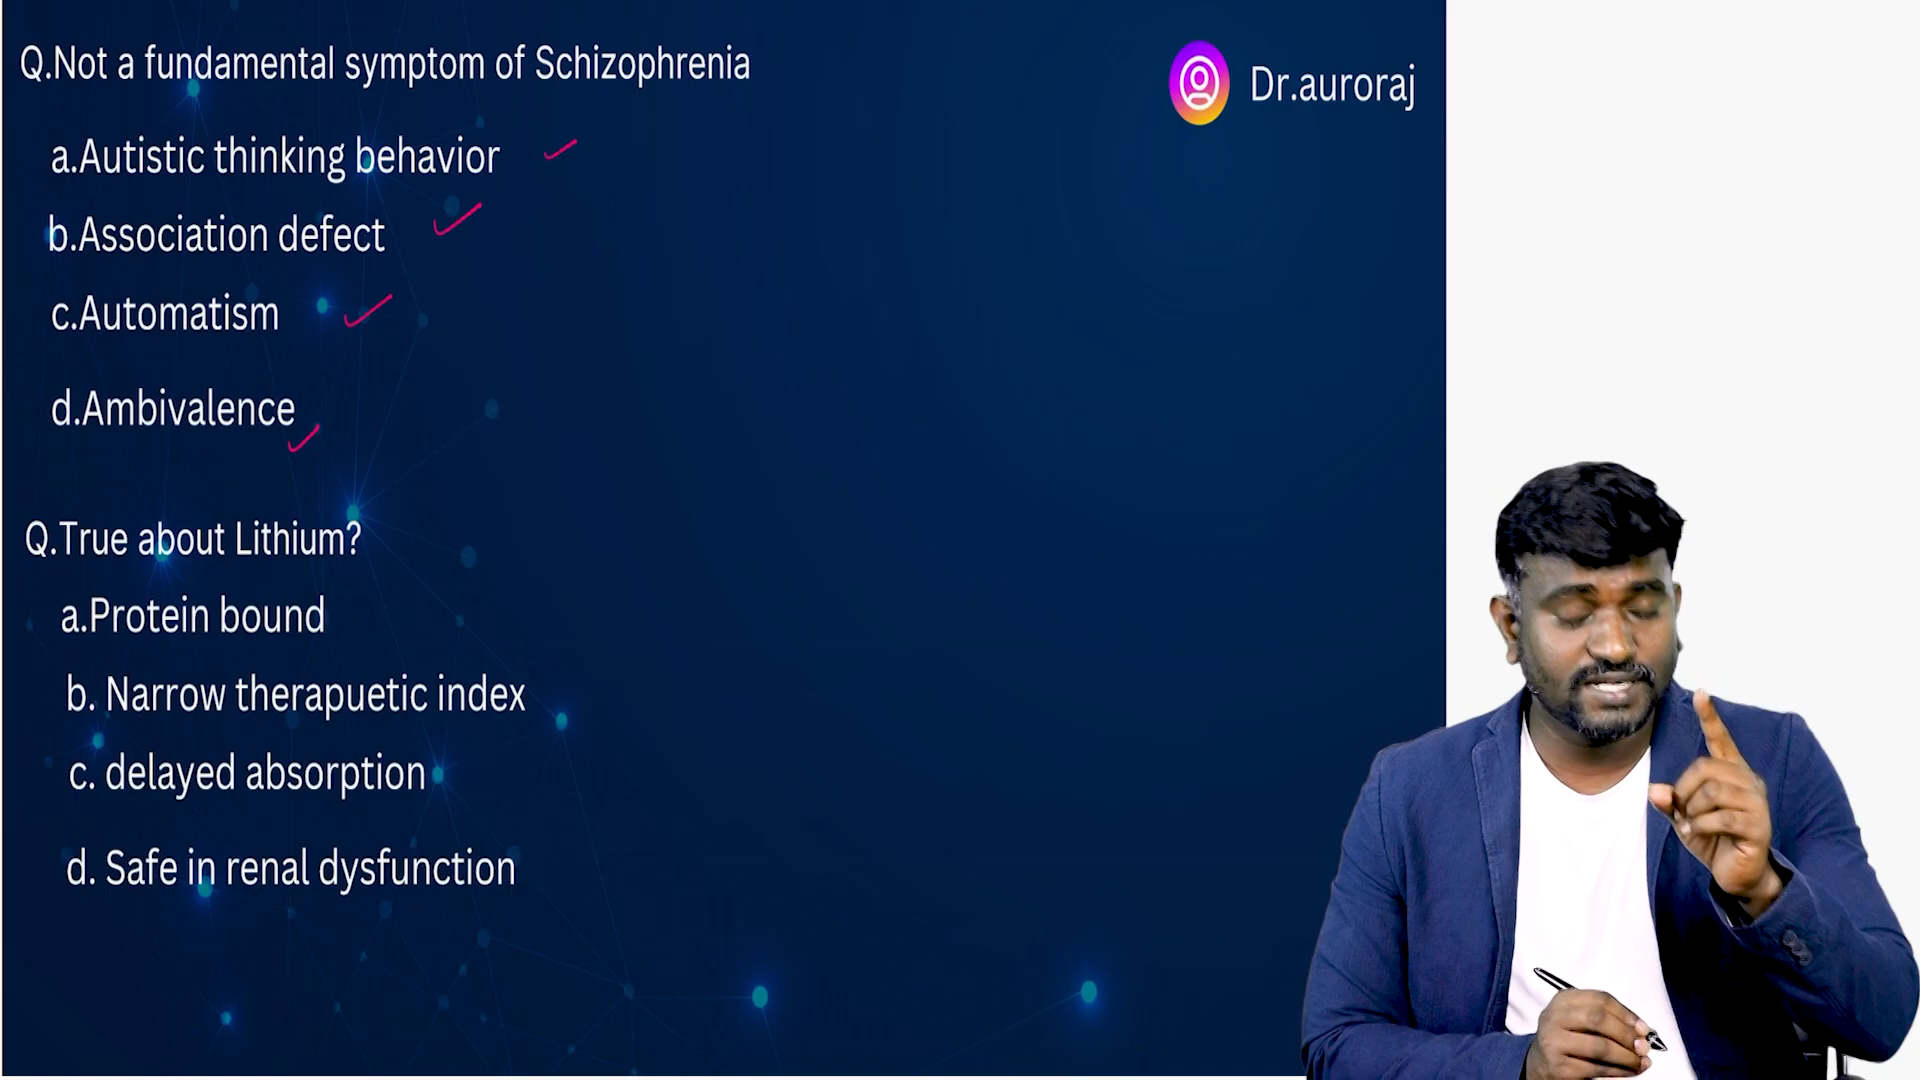 Q.Not a fundamental symptom of Schizophrenia
Dr.auroraj
a.Autistic thinking behavior
b.Association defect
c.Automatism
d.Ambivalence
Q.True about Lithium?
a.Protein bound
b. Narrow therapuetic index
c. delayed absorption
d. Safe in renal dysfunction